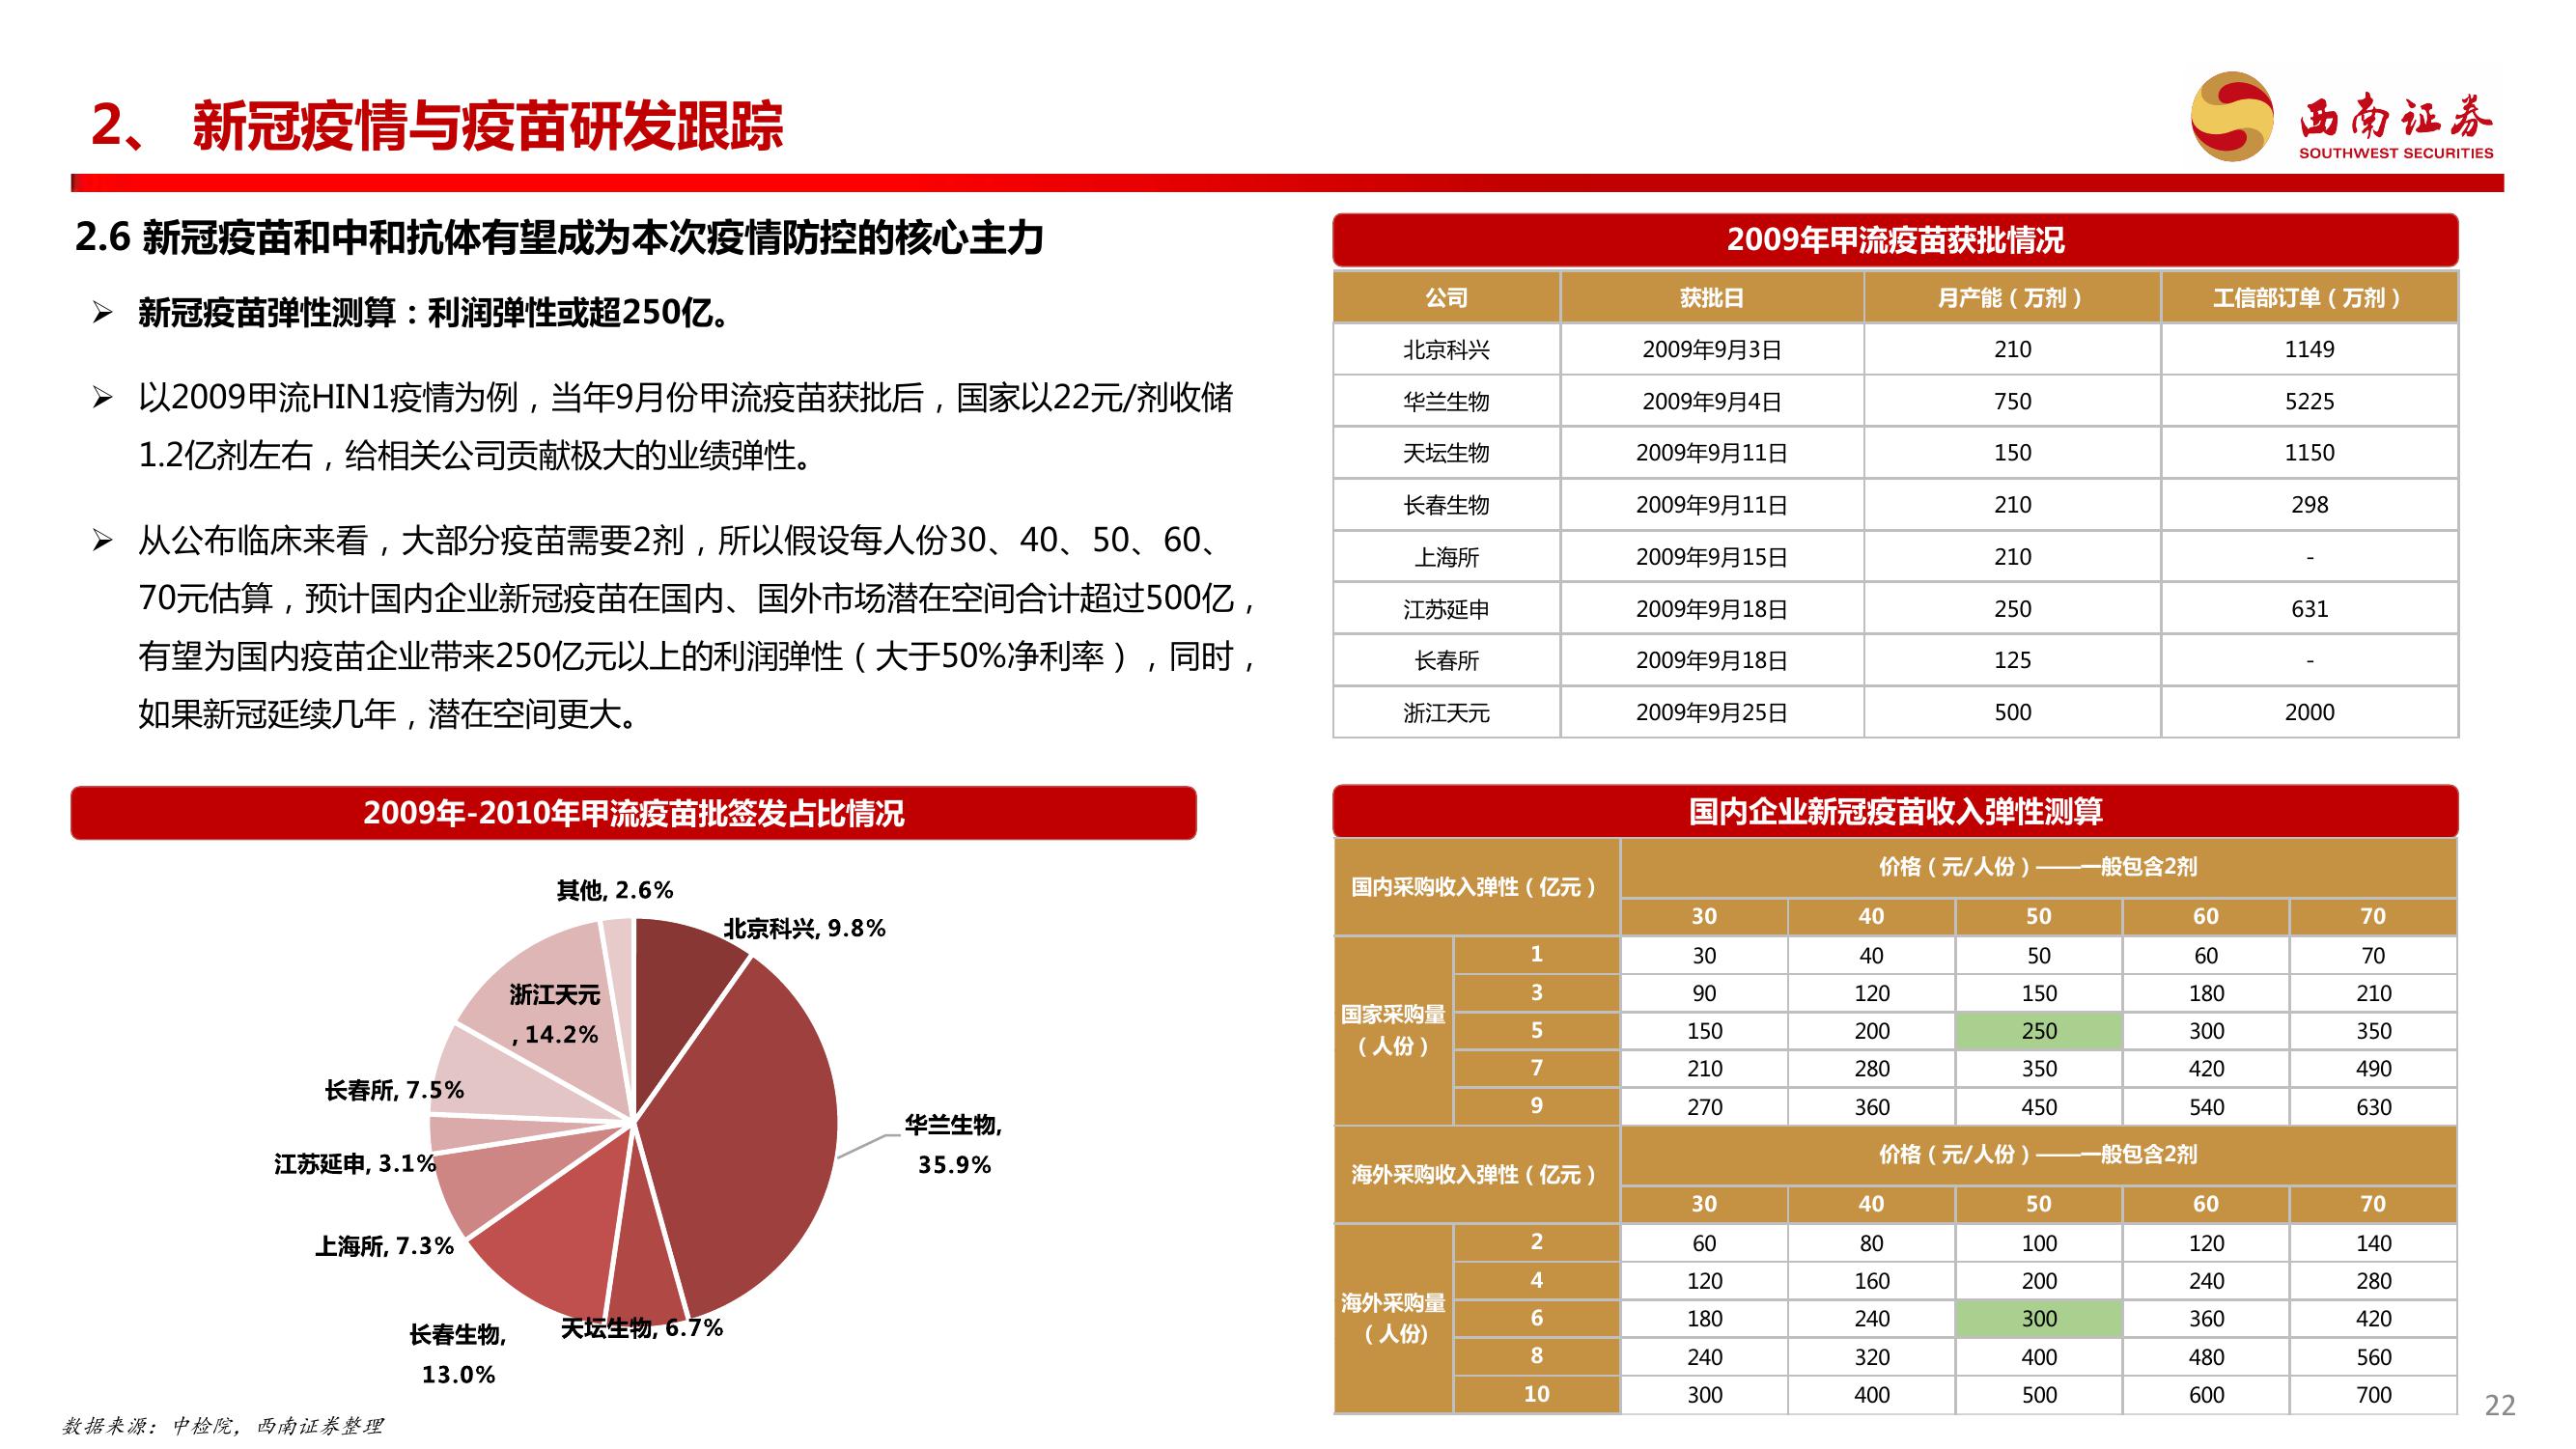 2、 新冠疫情与疫苗研发跟踪
西南证券
SOUTHWEST SECURITIES
2.6 新冠疫苗和中和抗体有望成为本次疫情防控的核心主力
➢ 新冠疫苗弹性测算：利润弹性或超250亿。
➢ 以2009甲流HIN1疫情为例，当年9月份甲流疫苗获批后，国家以22元/剂收储
1.2亿剂左右，给相关公司贡献极大的业绩弹性。
➢ 从公布临床来看，大部分疫苗需要2剂，所以假设每人份30、40、50、60、
70元估算，预计国内企业新冠疫苗在国内、国外市场潜在空间合计超过500亿，
有望为国内疫苗企业带来250亿元以上的利润弹性（大于50%净利率），同时，
如果新冠延续几年，潜在空间更大。
2009年甲流疫苗获批情况
公司 获批日 月产能（万剂） 工信部订单（万剂）
北京科兴 2009年9月3日 210 1149
华兰生物 2009年9月4日 750 5225
天坛生物 2009年9月11日 150 1150
长春生物 2009年9月11日 210 298
上海所 2009年9月15日 210 -
江苏延申 2009年9月18日 250 631
长春所 2009年9月18日 125 -
浙江天元 2009年9月25日 500 2000
2009年-2010年甲流疫苗批签发占比情况
其他, 2.6%
北京科兴, 9.8%
浙江天元
, 14.2%
长春所, 7.5%
华兰生物,
35.9%
江苏延申, 3.1%
上海所, 7.3%
天坛生物, 6.7%
长春生物,
13.0%
国内企业新冠疫苗收入弹性测算
国内采购收入弹性（亿元） 价格（元/人份）——一般包含2剂
30 40 50 60 70
国家采购量
（人份）
1 30 40 50 60 70
3 90 120 150 180 210
5 150 200 250 300 350
7 210 280 350 420 490
9 270 360 450 540 630
海外采购收入弹性（亿元） 价格（元/人份）——一般包含2剂
30 40 50 60 70
海外采购量
（人份)
2 60 80 100 120 140
4 120 160 200 240 280
6 180 240 300 360 420
8 240 320 400 480 560
10 300 400 500 600 700
数据来源：中检院，西南证券整理
22